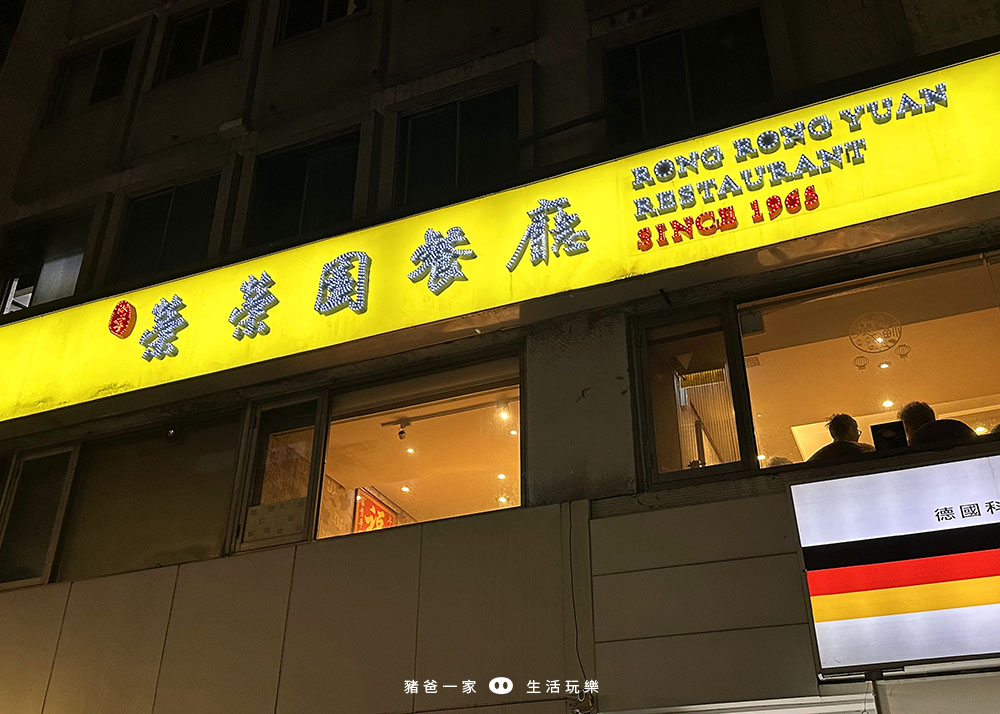 榮榮園餐廳
RONG RONG YUAN
RESTAURANT
SINCE 1968
福
德國科
豬爸一家 生活玩樂